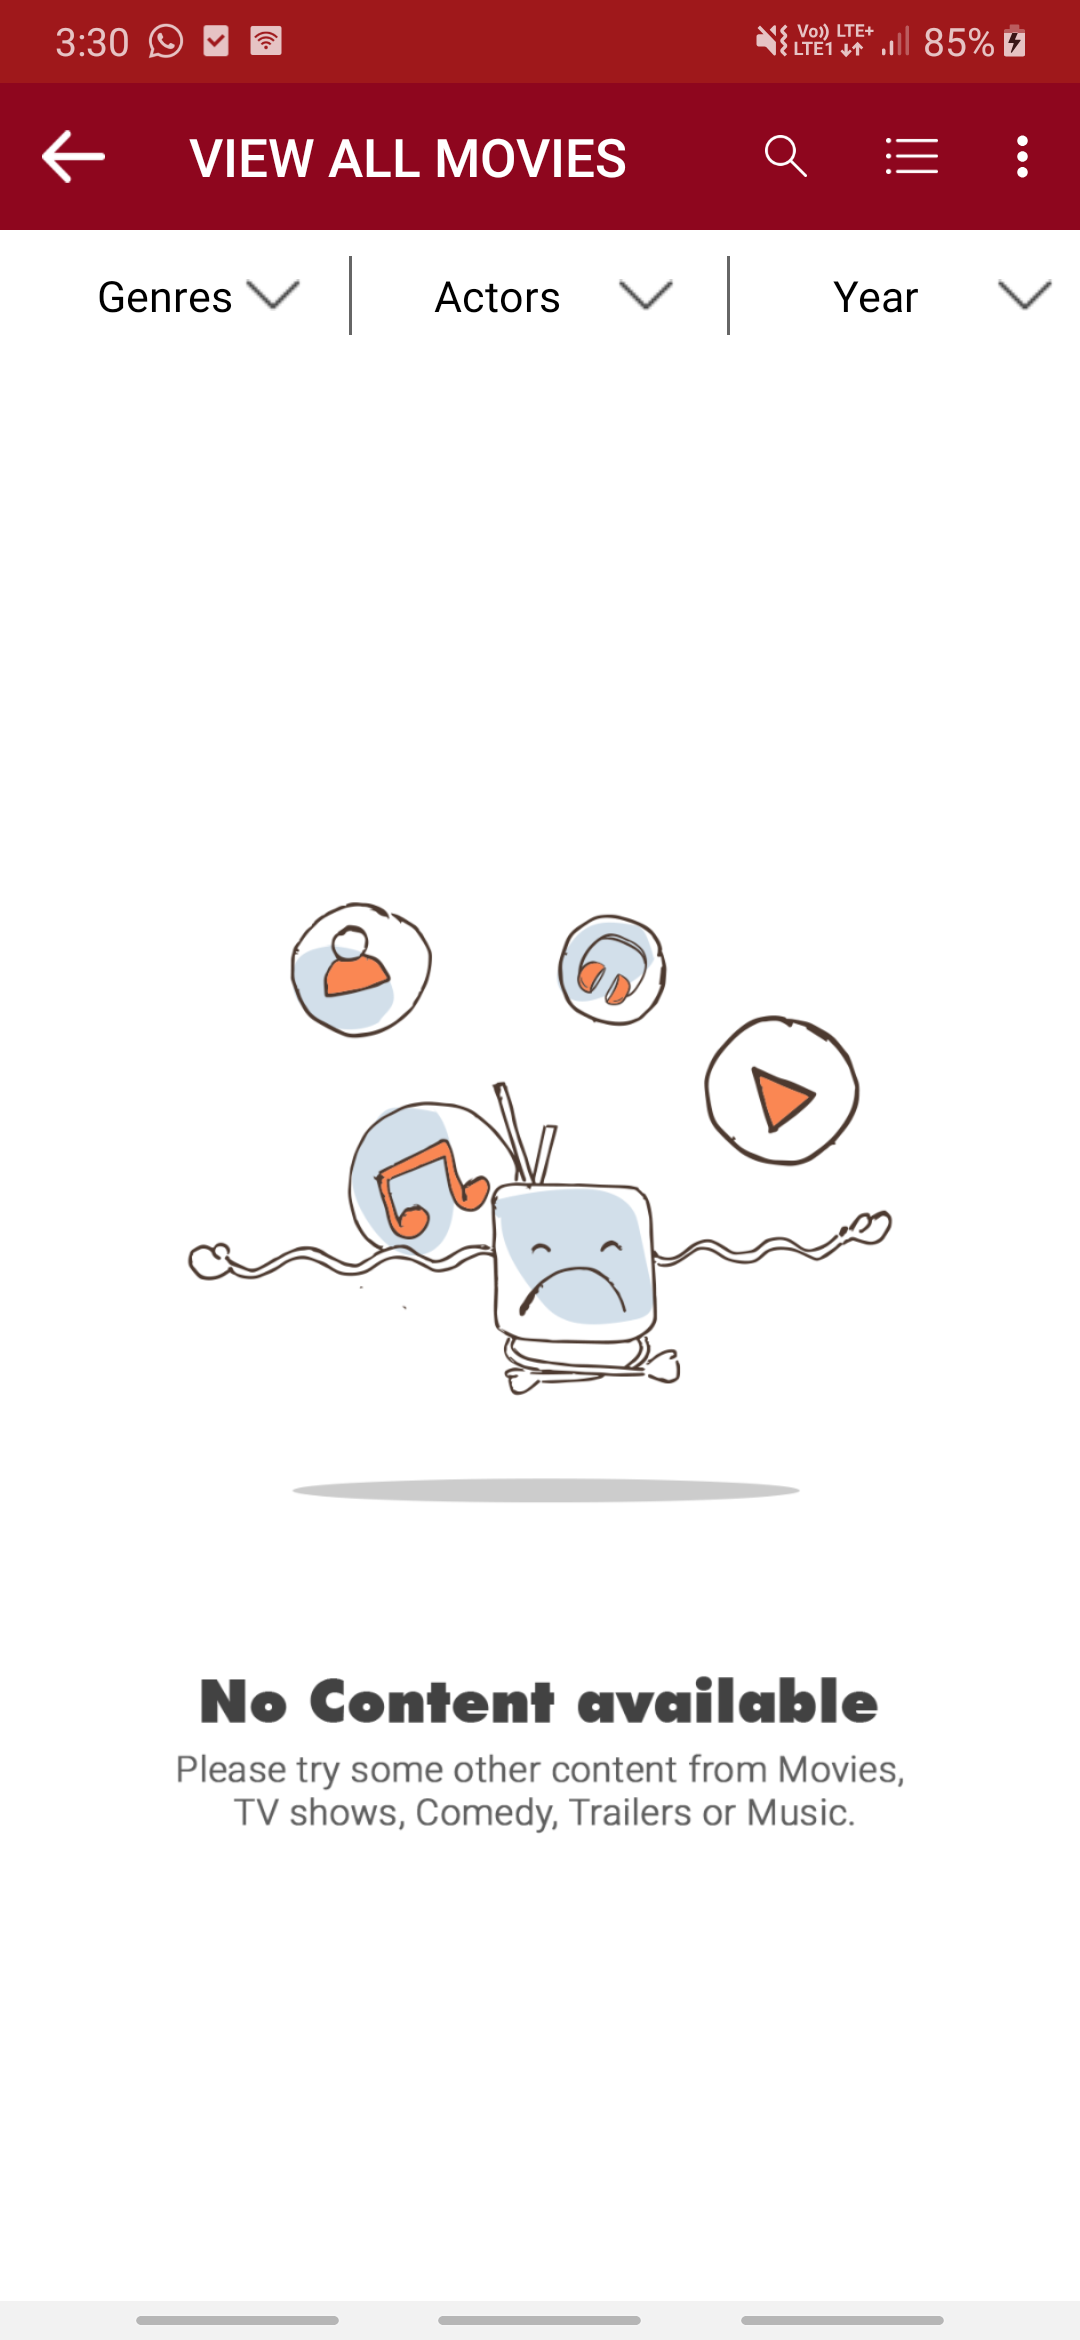 3:30
Vo)) LTE+
LTE1
85%
VIEW ALL MOVIES
Genres
Actors
Year
No Content available
Please try some other content from Movies,
TV shows, Comedy, Trailers or Music.